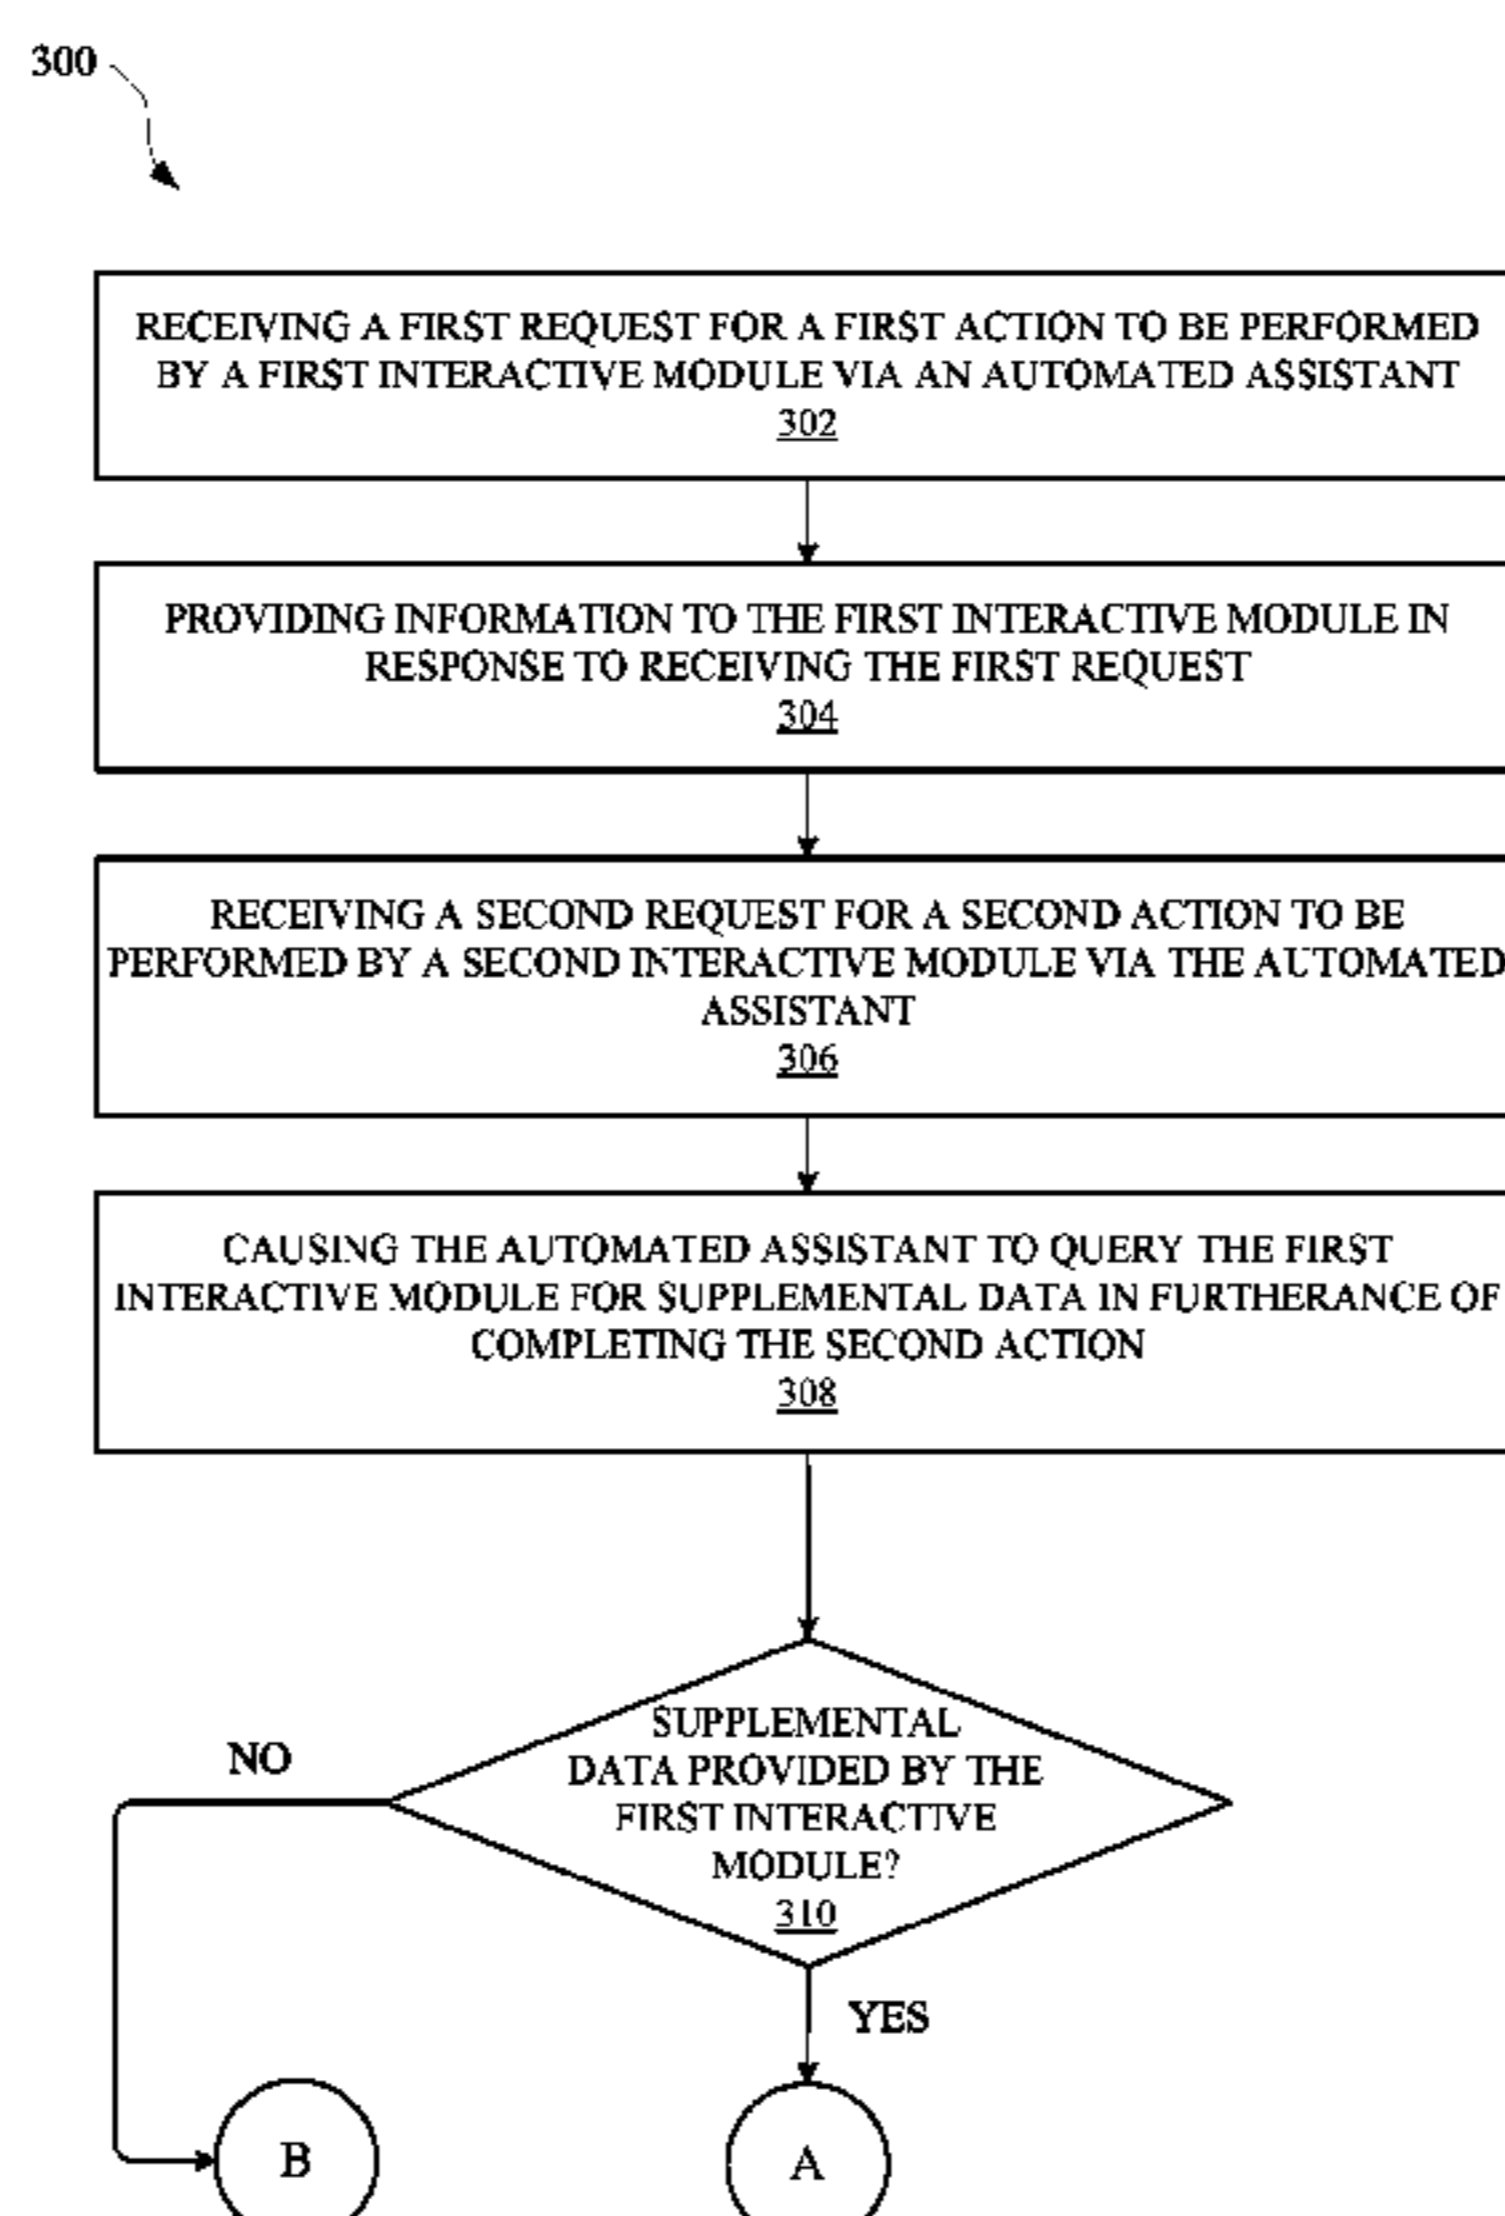 300
RECEIVING A FIRST REQUEST FOR A FIRST ACTION TO BE PERFORMED
BY A FIRST INTERACTIVE MODULE VIA AN AUTOMATED ASSISTANT
302
PROVIDING INFORMATION TO THE FIRST INTERACTIVE MODULE IN
RESPONSE TO RECEIVING THE FIRST REQUEST
304
RECEIVING A SECOND REQUEST FOR A SECOND ACTION TO BE
PERFORMED BY A SECOND INTERACTIVE MODULE VIA THE AUTOMATED
ASSISTANT
306
CAUSING THE AUTOMATED ASSISTANT TO QUERY THE FIRST
INTERACTIVE MODULE FOR SUPPLEMENTAL DATA IN FURTHERANCE OF
COMPLETING THE SECOND ACTION
308
SUPPLEMENTAL
DATA PROVIDED BY THE
FIRST INTERACTIVE
MODULE?
310
NO
YES
B
A